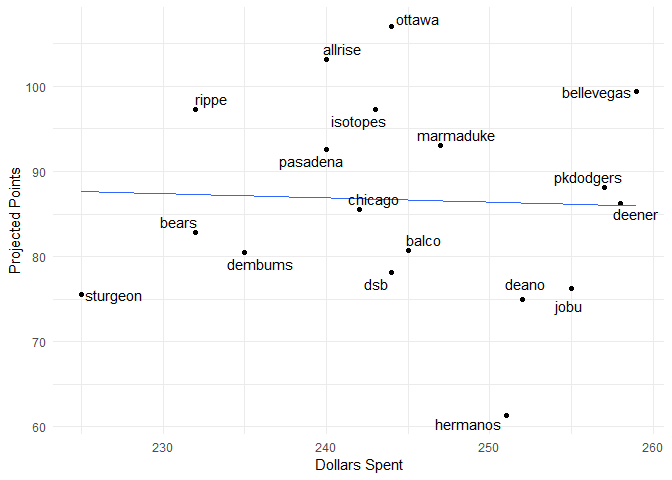 ottawa
allrise
100
bellevegas
rippe
isotopes
marmaduke
90
pasadena
pkdodgers
chicago
deener
bears
balco
80
dembums
dsb
deano
sturgeon
jobu
70
hermanos
60
Projected Points
230
240
250
260
Dollars Spent